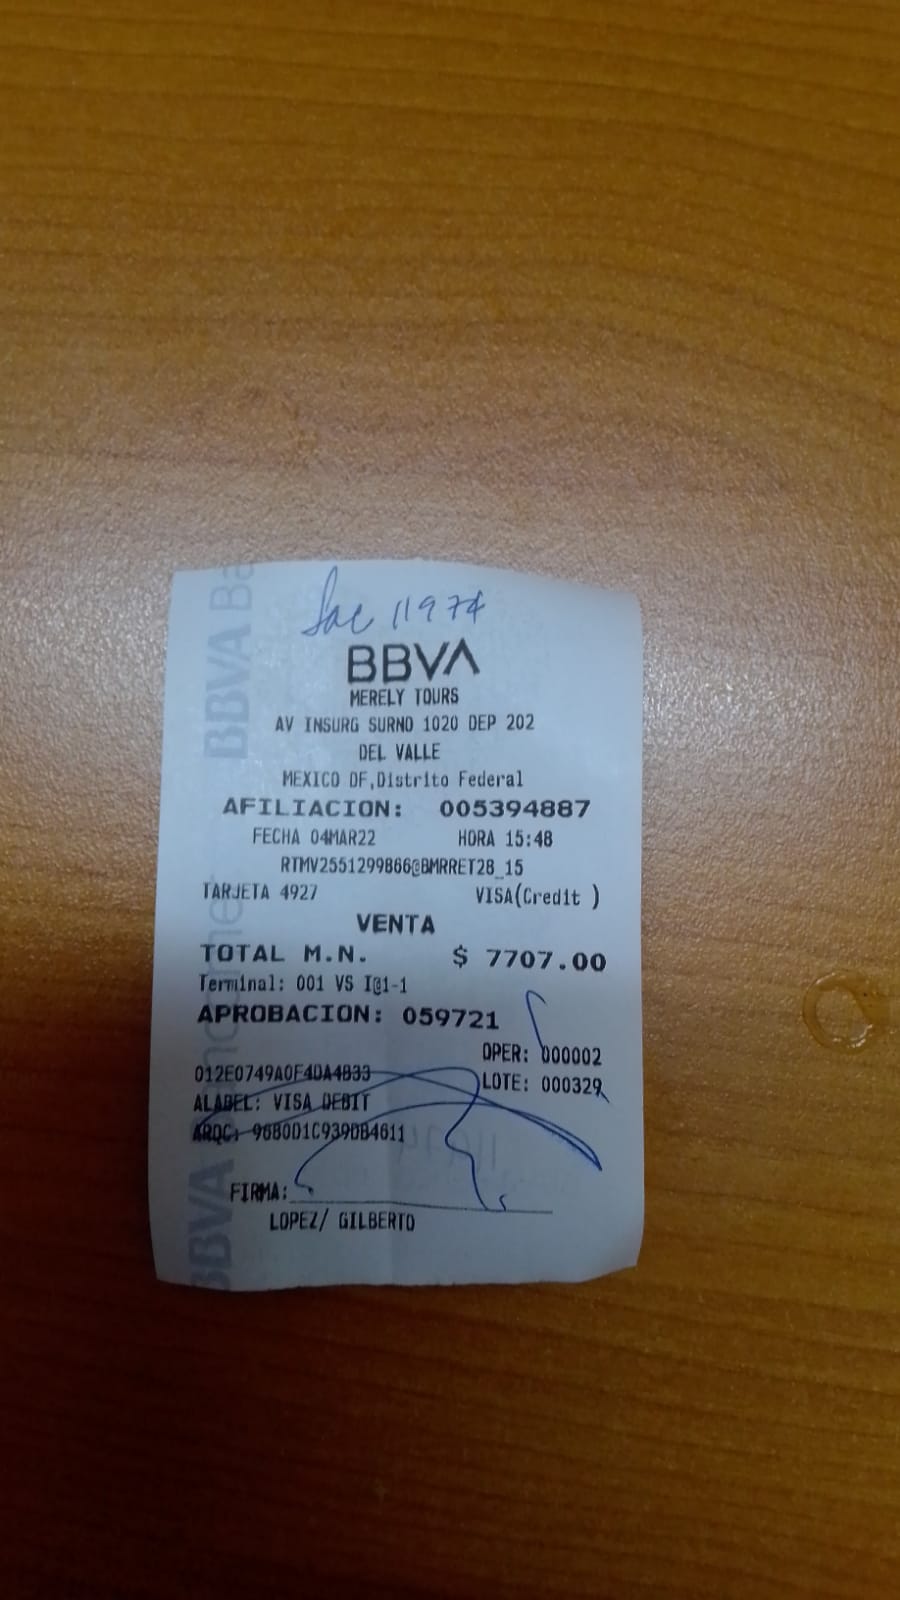 Sac 11974
BBVA
MERELY TOURS
AV INSURG SURNO 1020 DEP 202
DEL VALLE
MEXICO DF,Distrito Federal
AFILIACION: 005394887
FECHA 04MAR22 HORA 15:48
RTMV2551299866@BMRRET28_15
TARJETA 4927 VISA(Credit )
VENTA
TOTAL M.N. $ 7707.00
Terminal: 001 VS I@1-1
APROBACION: 059721
OPER: 000002
012E0749A0F4DA4B33 LOTE: 000329
ALABEL: VISA DEBIT
ARQC: 9680D1C939DB4611
FIRMA:
LOPEZ/ GILBERTO